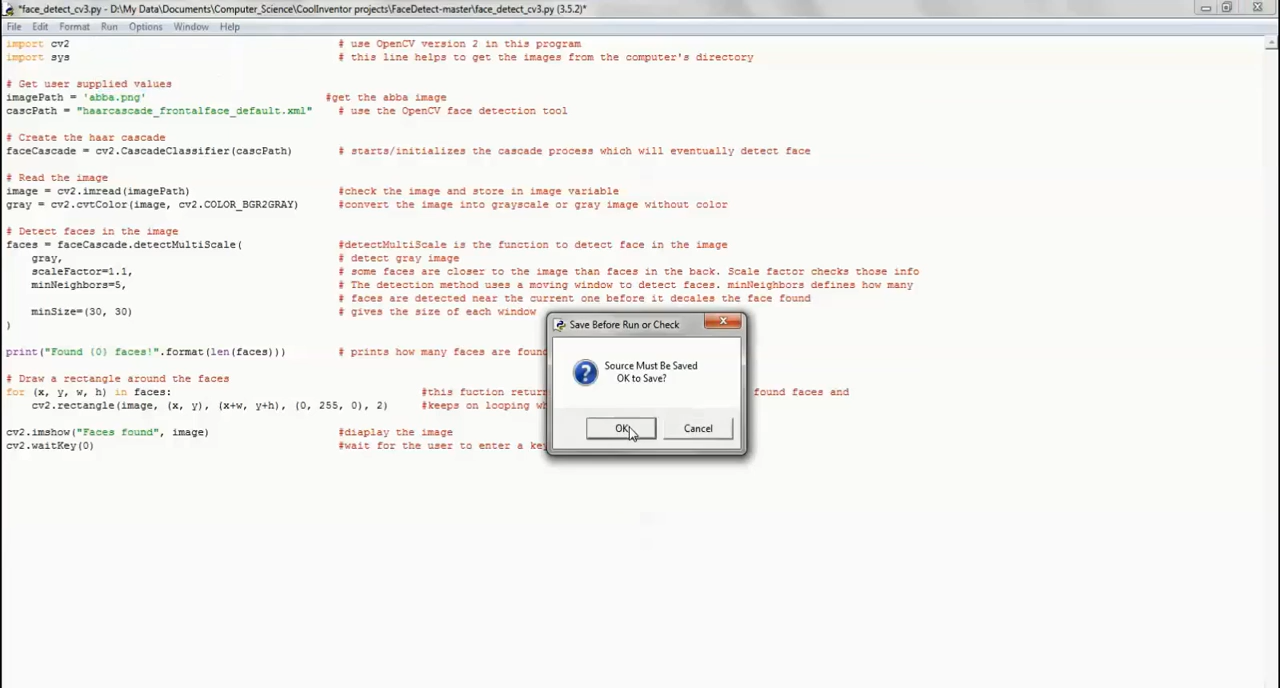 *face_detect_cv3.py - D:\My Data\Documents\Computer_Science\CoolInventor projects\FaceDetect-master\face_detect_cv3.py (3.5.2)*
File Edit Format Run Options Window Help
import cv2 # use OpenCV version 2 in this program
import sys # this line helps to get the images from the computer's directory
# Get user supplied values
imagePath = 'abba.png' #get the abba image
cascPath = "haarcascade_frontalface_default.xml" # use the OpenCV face detection tool
# Create the haar cascade
faceCascade = cv2.CascadeClassifier(cascPath) # starts/initializes the cascade process which will eventually detect face
# Read the image
image = cv2.imread(imagePath) #check the image and store in image variable
gray = cv2.cvtColor(image, cv2.COLOR_BGR2GRAY) #convert the image into grayscale or gray image without color
# Detect faces in the image
faces = faceCascade.detectMultiScale( #detectMultiScale is the function to detect face in the image
gray, # detect gray image
scaleFactor=1.1, # some faces are closer to the image than faces in the back. Scale factor checks those info
minNeighbors=5, # The detection method uses a moving window to detect faces. minNeighbors defines how many
# faces are detected near the current one before it decales the face found
minSize=(30, 30) # gives the size of each window
)
print("Found {0} faces!".format(len(faces))) # prints how many faces are foun
# Draw a rectangle around the faces
for (x, y, w, h) in faces: #this fuction return found faces and
cv2.rectangle(image, (x, y), (x+w, y+h), (0, 255, 0), 2) #keeps on looping
cv2.imshow("Faces found", image) #diaplay the image
cv2.waitKey(0) #wait for the user to enter a ke
Save Before Run or Check
Source Must Be Saved
OK to Save?
OK Cancel